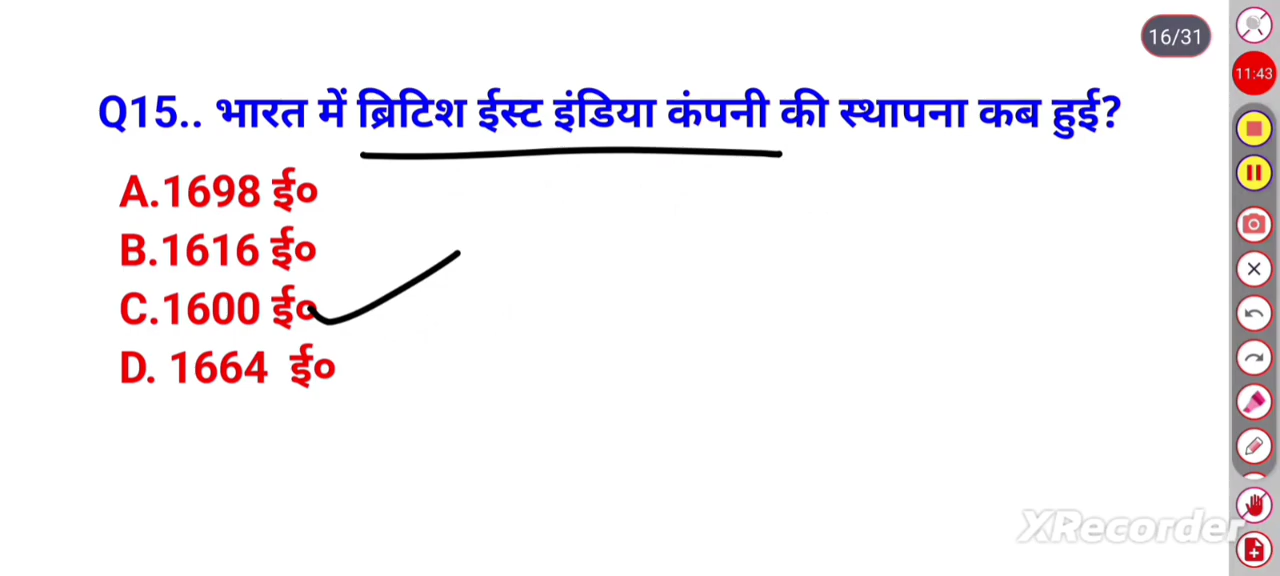 16/31
11:43
Q15.. भारत में ब्रिटिश ईस्ट इंडिया कंपनी की स्थापना कब हुई?
A.1698 ई०
B.1616 ई०
C.1600 ई०
D. 1664 ई०
XRecorder